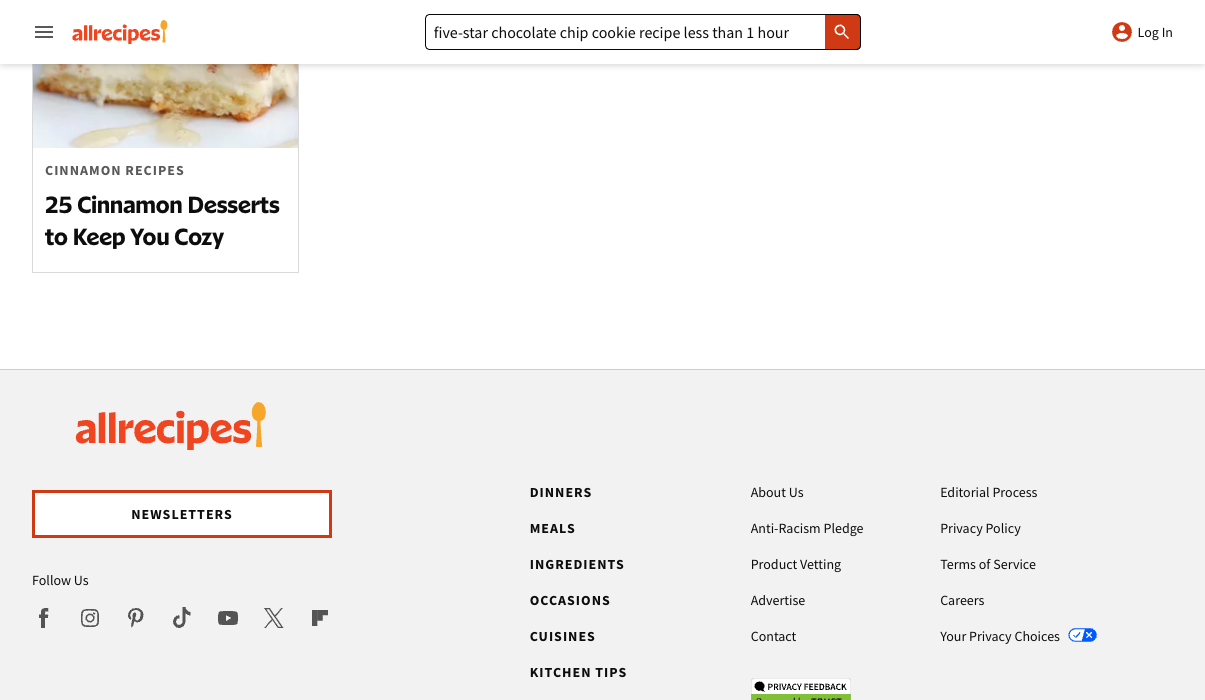 allrecipes
five-star chocolate chip cookie recipe less than 1 hour
Log In
CINNAMON RECIPES
25 Cinnamon Desserts
to Keep You Cozy
allrecipes
NEWSLETTERS
Follow Us
DINNERS
MEALS
INGREDIENTS
OCCASIONS
CUISINES
KITCHEN TIPS
About Us
Anti-Racism Pledge
Product Vetting
Advertise
Contact
PRIVACY FEEDBACK
Editorial Process
Privacy Policy
Terms of Service
Careers
Your Privacy Choices